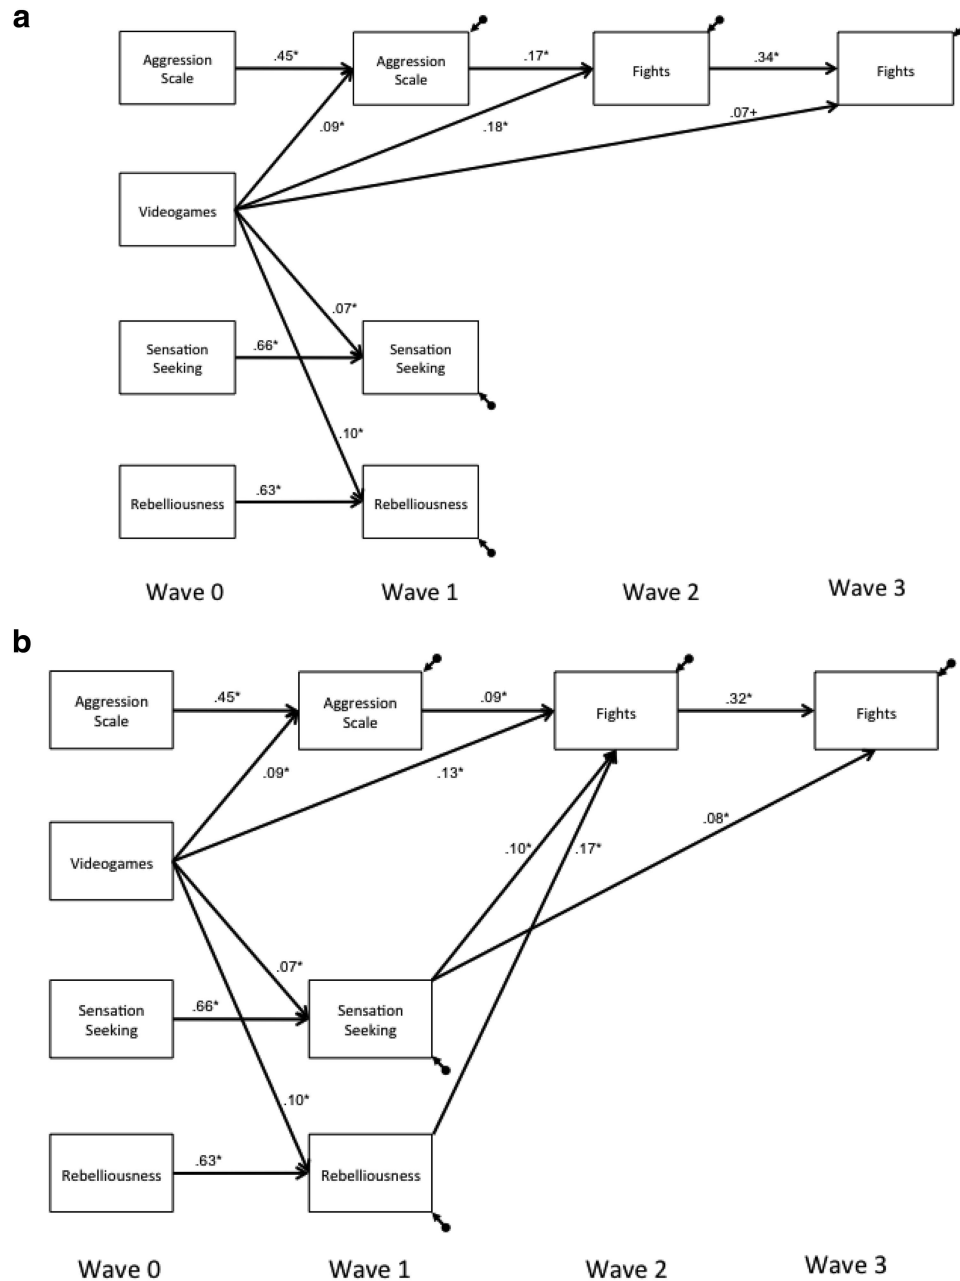 a
Aggression
Scale
.45*
Aggression
Scale
.17*
Fights
.34*
Fights
.09*
.18*
.07+
Videogames
.07*
Sensation
Seeking
.66*
Sensation
Seeking
.10*
Rebelliousness
.63*
Rebelliousness
Wave 0
Wave 1
Wave 2
Wave 3
b
Aggression
Scale
.45*
Aggression
Scale
.09*
Fights
.32*
Fights
.09*
.13*
.08*
Videogames
.10*
.17*
.07*
Sensation
Seeking
.66*
Sensation
Seeking
.10*
Rebelliousness
.63*
Rebelliousness
Wave 0
Wave 1
Wave 2
Wave 3